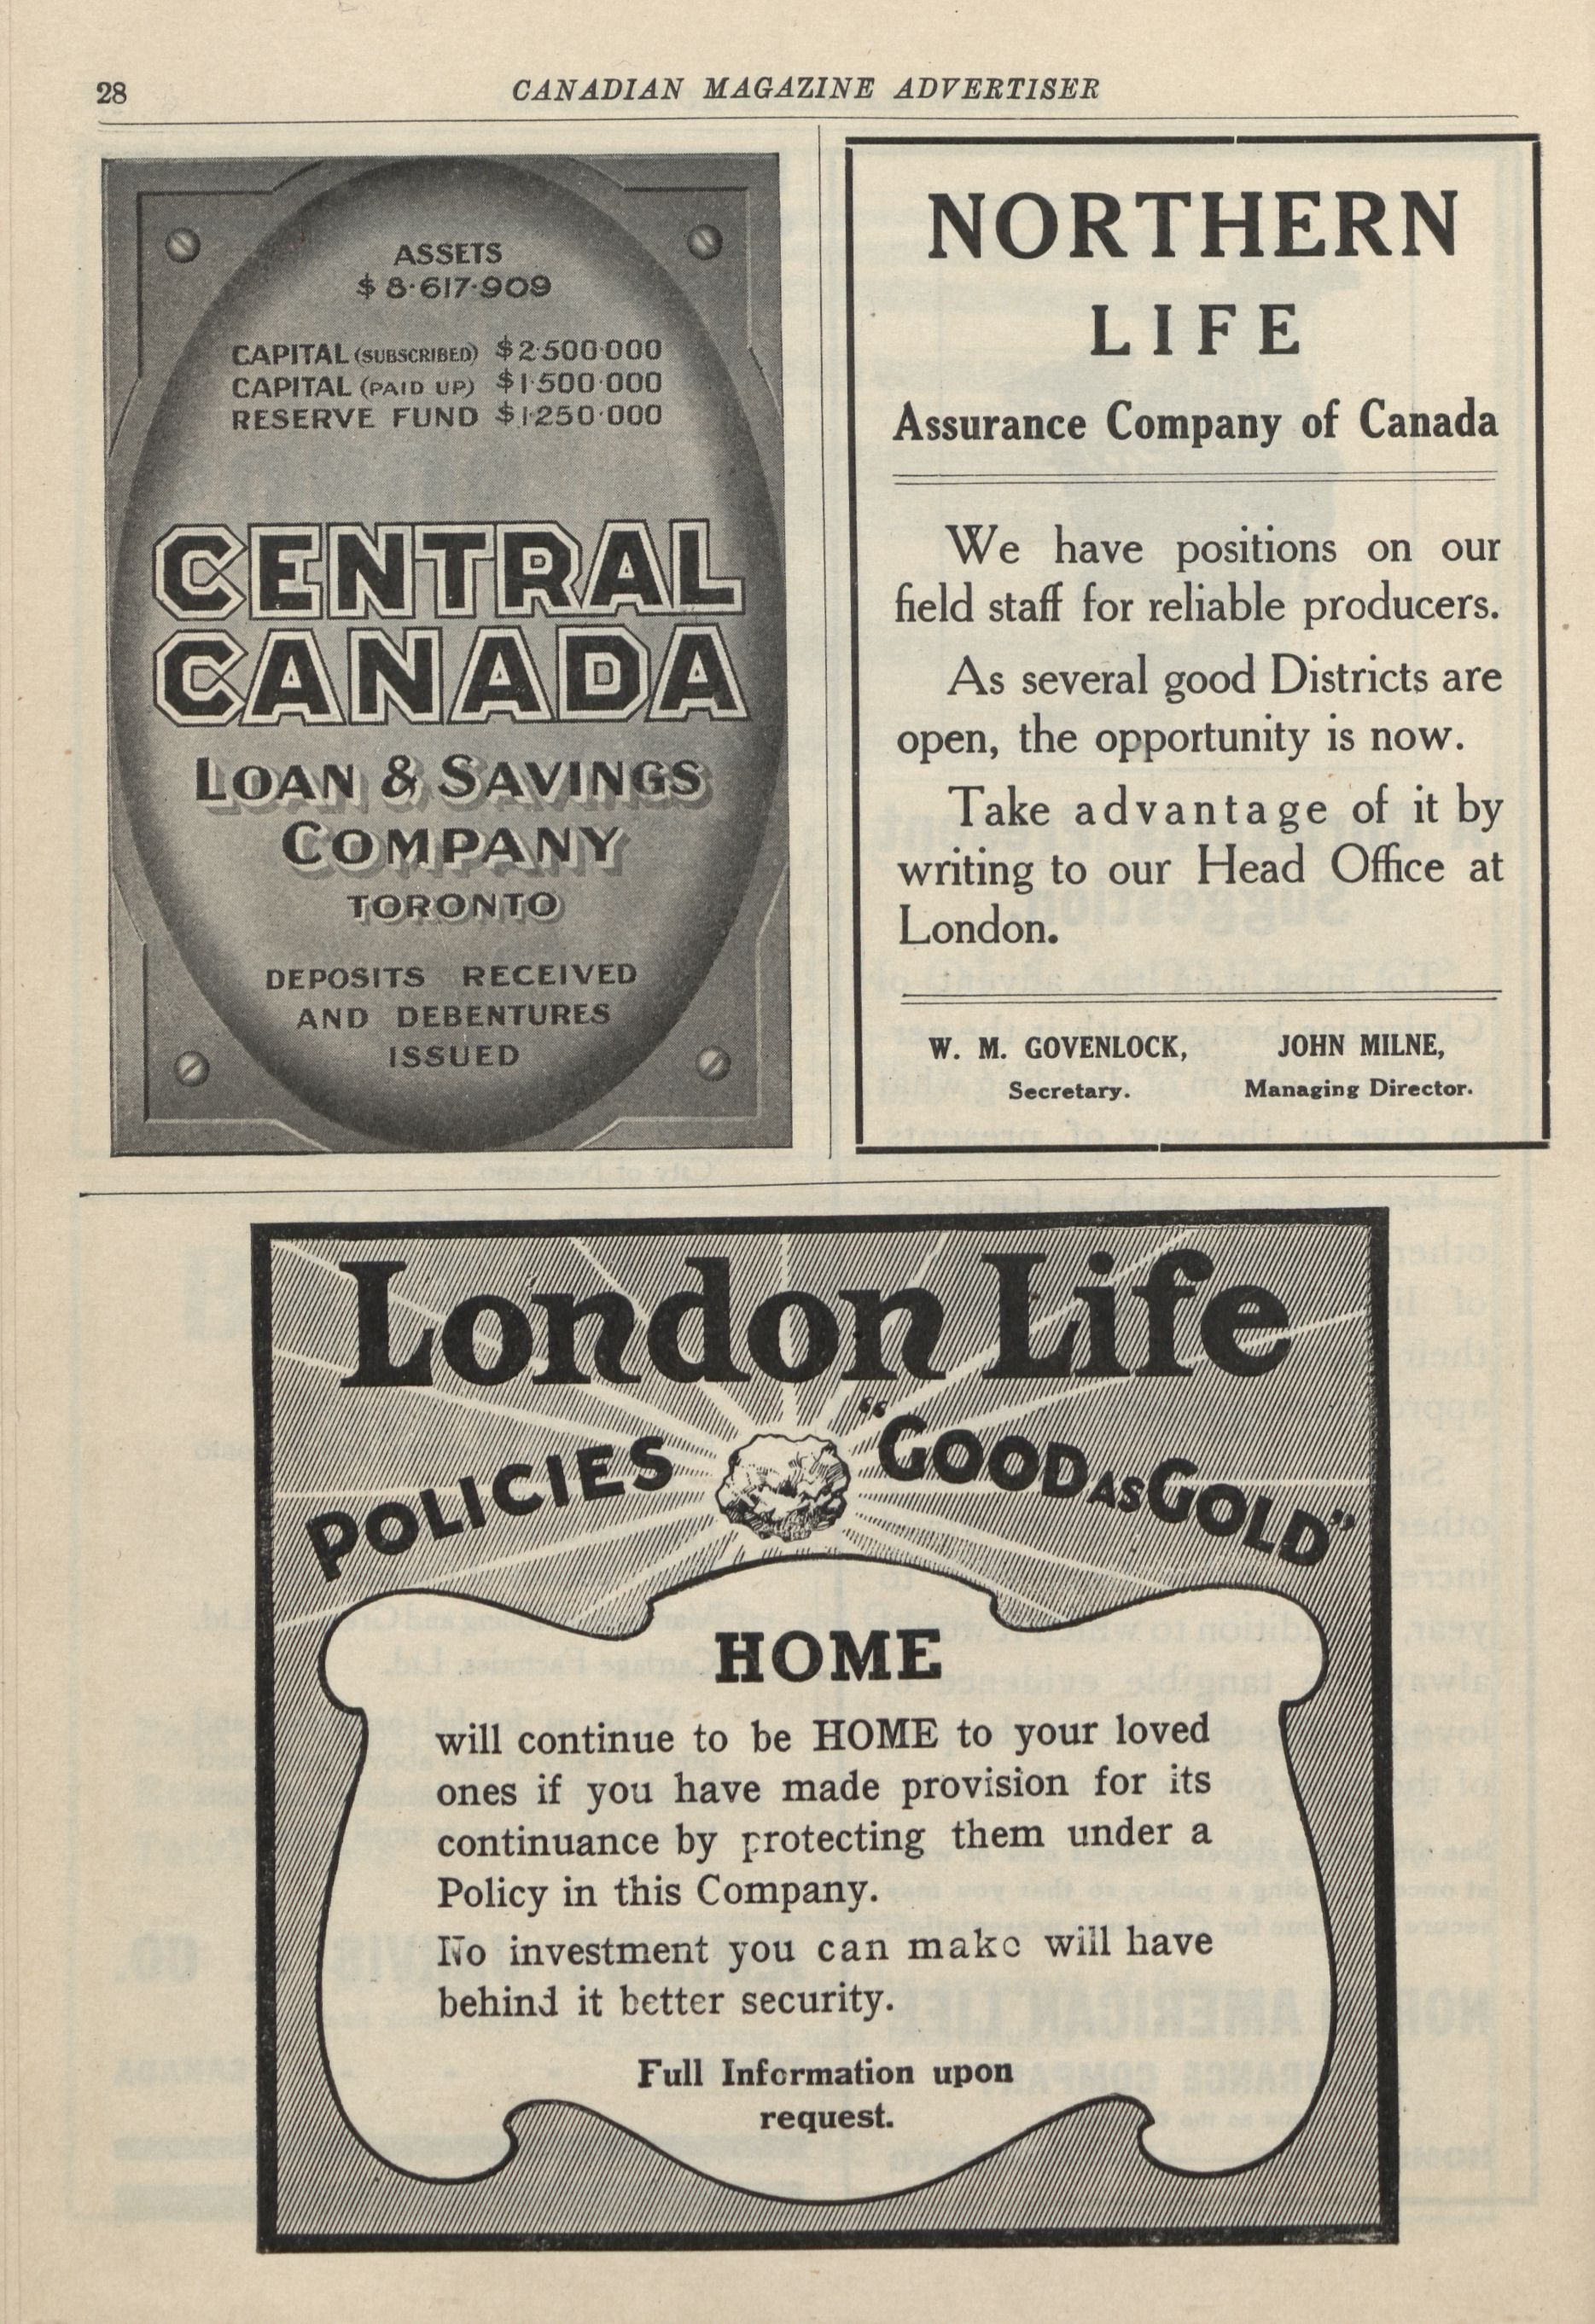 28
CANADIAN MAGAZINE ADVERTISER
ASSETS
$ 8·617·909
CAPITAL (SUBSCRIBED) $2·500·000
CAPITAL (PAID UP) $1·500·000
RESERVE FUND $1·250·000
CENTRAL
CANADA
LOAN & SAVINGS
COMPANY
TORONTO
DEPOSITS RECEIVED
AND DEBENTURES
ISSUED
NORTHERN
LIFE
Assurance Company of Canada
We have positions on our
field staff for reliable producers.
As several good Districts are
open, the opportunity is now.
Take advantage of it by
writing to our Head Office at
London.
W. M. GOVENLOCK,
Secretary.
JOHN MILNE,
Managing Director.
London Life
POLICIES "GOOD AS GOLD"
HOME
will continue to be HOME to your loved
ones if you have made provision for its
continuance by protecting them under a
Policy in this Company.
No investment you can make will have
behind it better security.
Full Information upon
request.